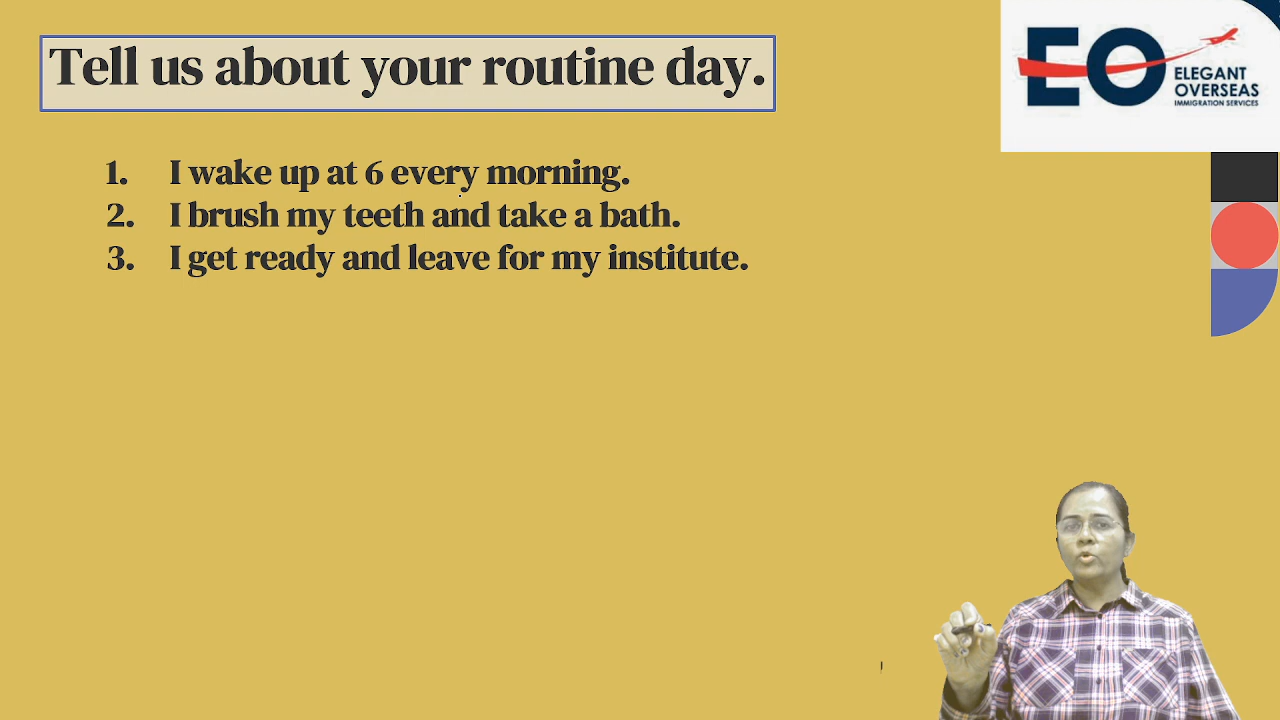 Tell us about your routine day.
EO ELEGANT
OVERSEAS
IMMIGRATION SERVICES
1. I wake up at 6 every morning.
2. I brush my teeth and take a bath.
3. I get ready and leave for my institute.